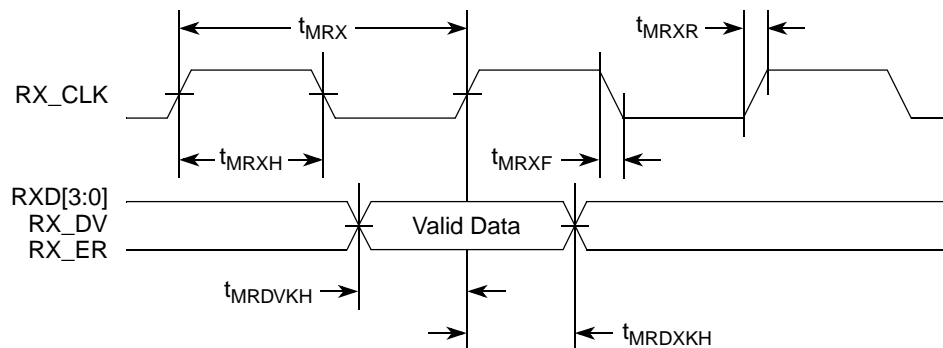 tMRX
tMRXR
RX_CLK
tMRXH
tMRXF
RXD[3:0]
RX_DV
Valid Data
RX_ER
tMRDVKH
tMRDXKH